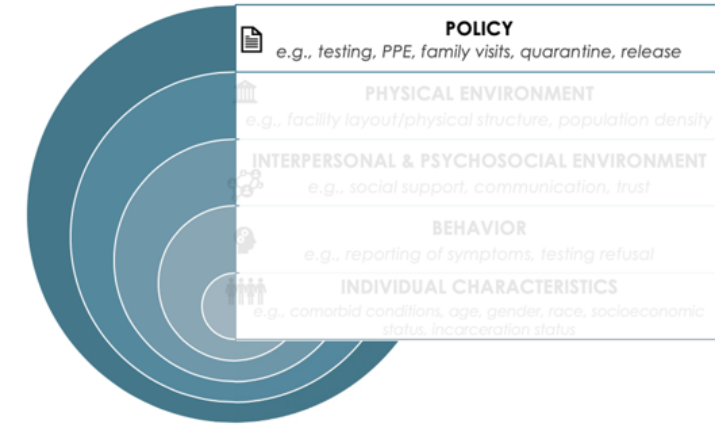 POLICY
e.g., testing, PPE, family visits, quarantine, release
PHYSICAL ENVIRONMENT
e.g., facility layout/physical structure, population density
INTERPERSONAL & PSYCHOSOCIAL ENVIRONMENT
e.g., social support, communication, trust
BEHAVIOR
e.g., reporting of symptoms, testing refusal
INDIVIDUAL CHARACTERISTICS
e.g., comorbid conditions, age, gender, race, socioeconomic
status, incarceration status